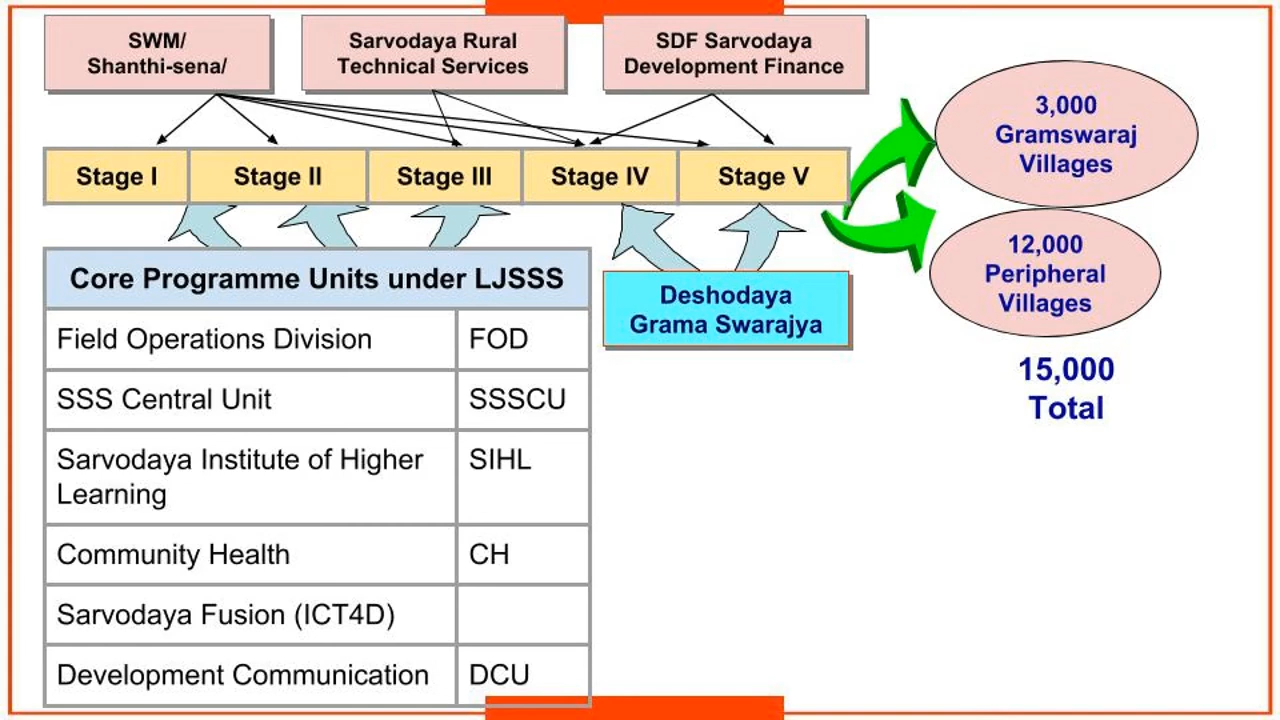 SWM/
Shanthi-sena/
Sarvodaya Rural
Technical Services
SDF Sarvodaya
Development Finance
Stage I
Stage II
Stage III
Stage IV
Stage V
3,000
Gramswaraj
Villages
12,000
Peripheral
Villages
15,000
Total
Deshodaya
Grama Swarajya
Core Programme Units under LJSSS
Field Operations Division FOD
SSS Central Unit SSSCU
Sarvodaya Institute of Higher SIHL
Learning
Community Health CH
Sarvodaya Fusion (ICT4D)
Development Communication DCU